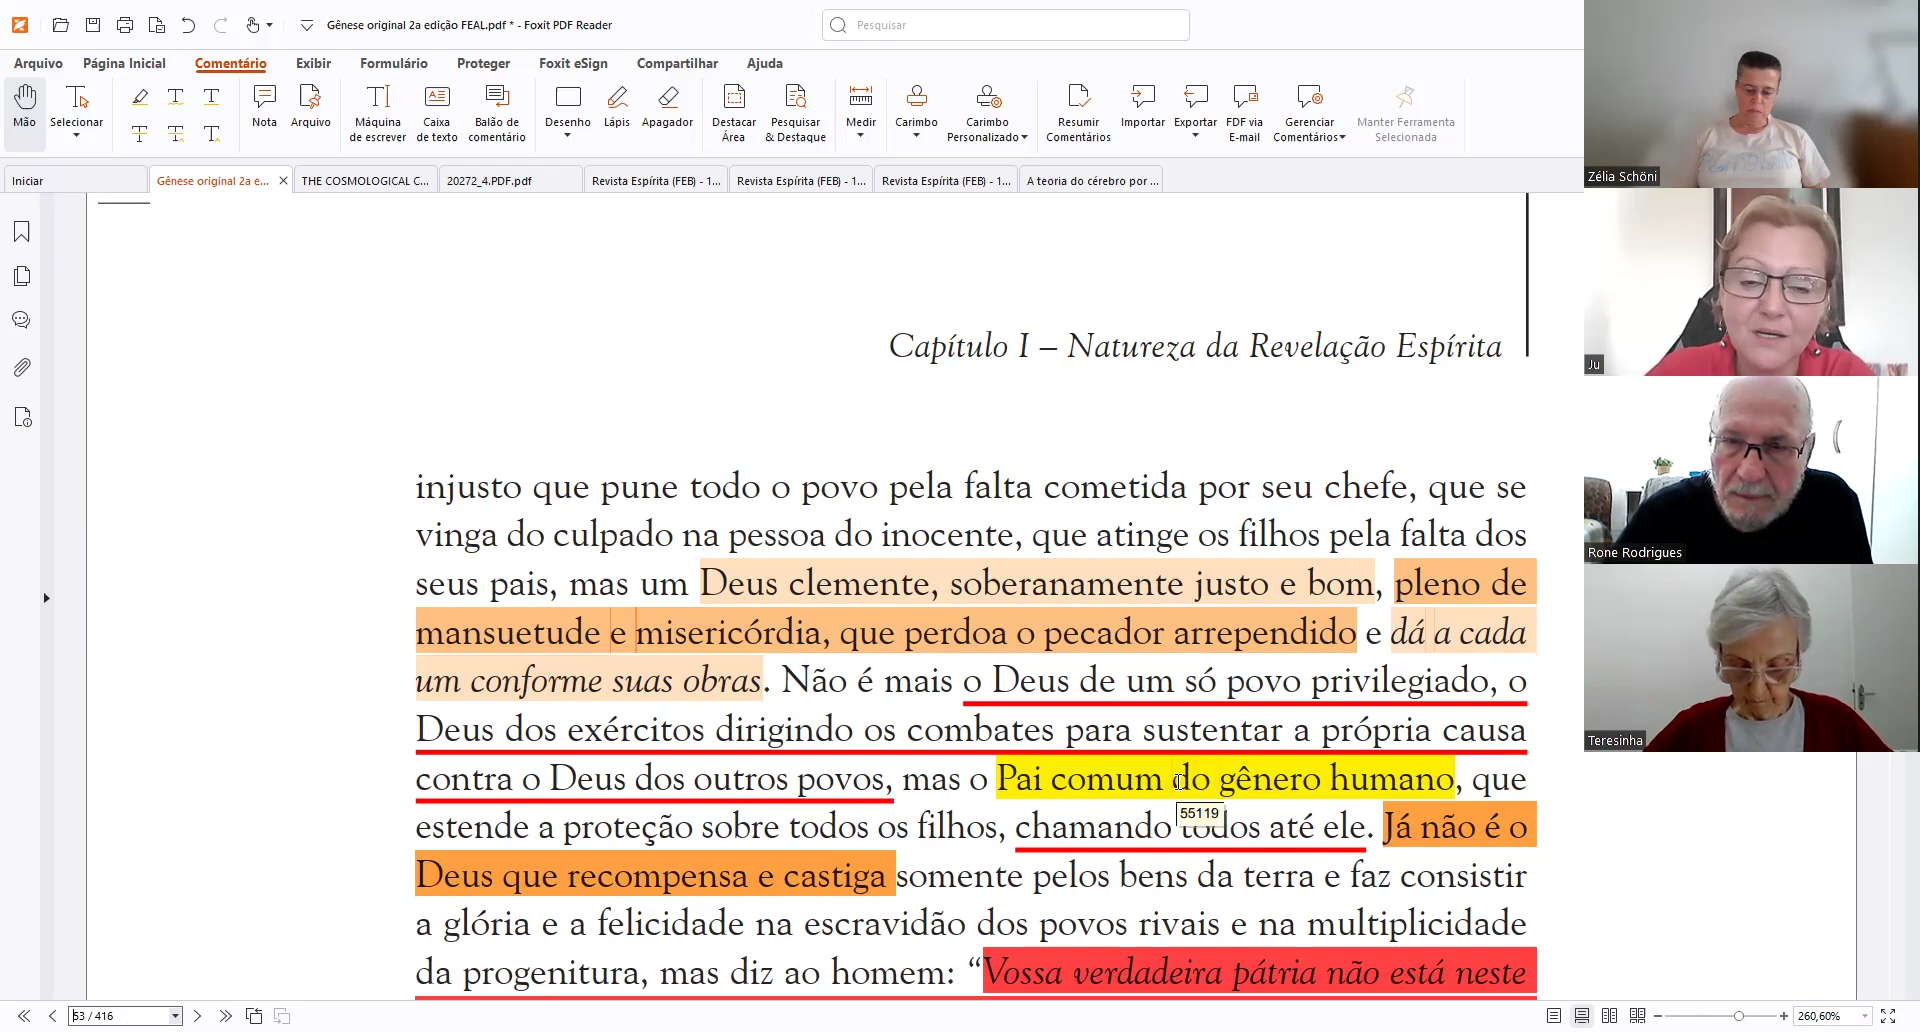 Gênese original 2a edição FEAL.pdf * - Foxit PDF Reader
Pesquisar
Arquivo Página Inicial Comentário Exibir Formulário Proteger Foxit eSign Compartilhar Ajuda
Mão
Selecionar
Nota
Arquivo
Máquina de escrever
Caixa de texto
Balão de comentário
Desenho
Lápis
Apagador
Destacar Área
Pesquisar & Destaque
Medir
Carimbo
Carimbo Personalizado
Resumir Comentários
Importar
Exportar
FDF via E-mail
Gerenciar Comentários
Manter Ferramenta Selecionada
Iniciar
Gênese original 2a e...
THE COSMOLOGICAL C...
20272_4.PDF.pdf
Revista Espírita (FEB) - 1...
Revista Espírita (FEB) - 1...
Revista Espírita (FEB) - 1...
A teoria do cérebro por ...
Capítulo I – Natureza da Revelação Espírita
injusto que pune todo o povo pela falta cometida por seu chefe, que se
vinga do culpado na pessoa do inocente, que atinge os filhos pela falta dos
seus pais, mas um Deus clemente, soberanamente justo e bom, pleno de
mansuetude e misericórdia, que perdoa o pecador arrependido e dá a cada
um conforme suas obras. Não é mais o Deus de um só povo privilegiado, o
Deus dos exércitos dirigindo os combates para sustentar a própria causa
contra o Deus dos outros povos, mas o Pai comum do gênero humano, que
estende a proteção sobre todos os filhos, chamando todos até ele. Já não é o
Deus que recompensa e castiga somente pelos bens da terra e faz consistir
a glória e a felicidade na escravidão dos povos rivais e na multiplicidade
da progenitura, mas diz ao homem: “Vossa verdadeira pátria não está neste
55119
53 / 416
260,60%
Zélia Schöni
Ju
Rone Rodrigues
Teresinha